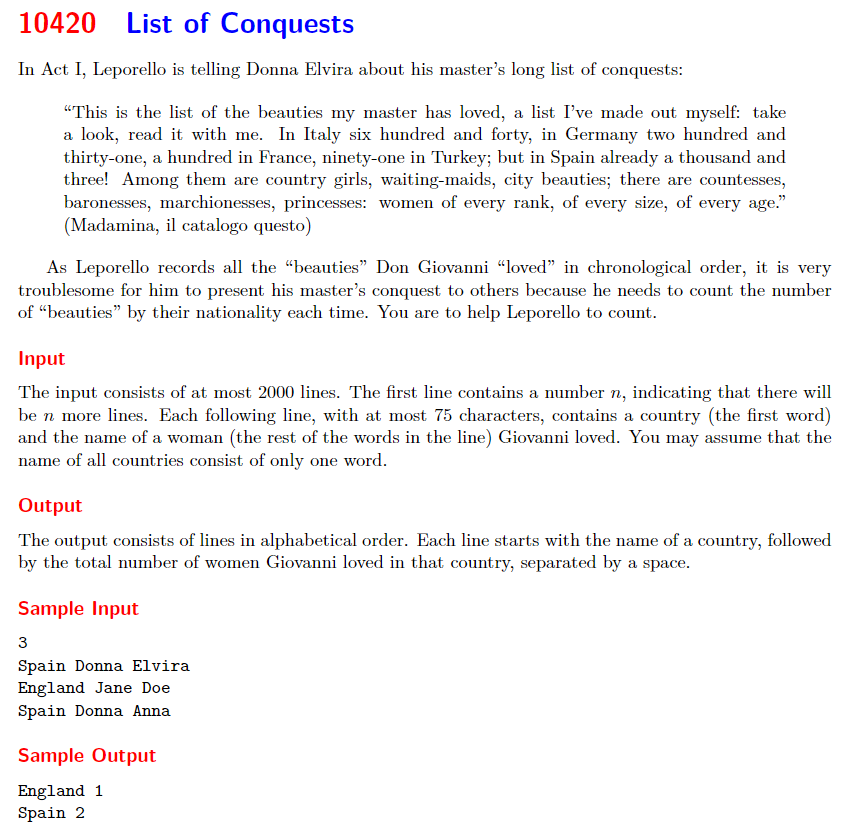 10420 List of Conquests
In Act I, Leporello is telling Donna Elvira about his master's long list of conquests:
“This is the list of the beauties my master has loved, a list I've made out myself: take
a look, read it with me. In Italy six hundred and forty, in Germany two hundred and
thirty-one, a hundred in France, ninety-one in Turkey; but in Spain already a thousand and
three! Among them are country girls, waiting-maids, city beauties; there are countesses,
baronesses, marchionesses, princesses: women of every rank, of every size, of every age.”
(Madamina, il catalogo questo)
As Leporello records all the “beauties” Don Giovanni “loved” in chronological order, it is very
troublesome for him to present his master's conquest to others because he needs to count the number
of “beauties” by their nationality each time. You are to help Leporello to count.
Input
The input consists of at most 2000 lines. The first line contains a number n, indicating that there will
be n more lines. Each following line, with at most 75 characters, contains a country (the first word)
and the name of a woman (the rest of the words in the line) Giovanni loved. You may assume that the
name of all countries consist of only one word.
Output
The output consists of lines in alphabetical order. Each line starts with the name of a country, followed
by the total number of women Giovanni loved in that country, separated by a space.
Sample Input
3
Spain Donna Elvira
England Jane Doe
Spain Donna Anna
Sample Output
England 1
Spain 2